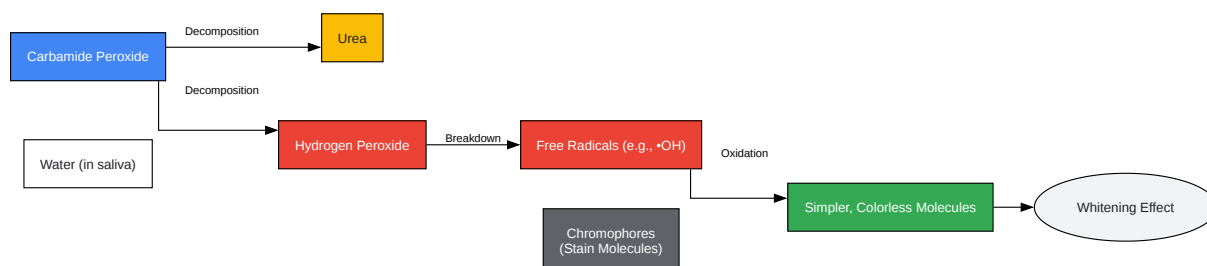 Decomposition
Urea
Carbamide Peroxide
Decomposition
Hydrogen Peroxide
Breakdown
Free Radicals (e.g., •OH)
Oxidation
Water (in saliva)
Simpler, Colorless Molecules
Whitening Effect
Chromophores
(Stain Molecules)